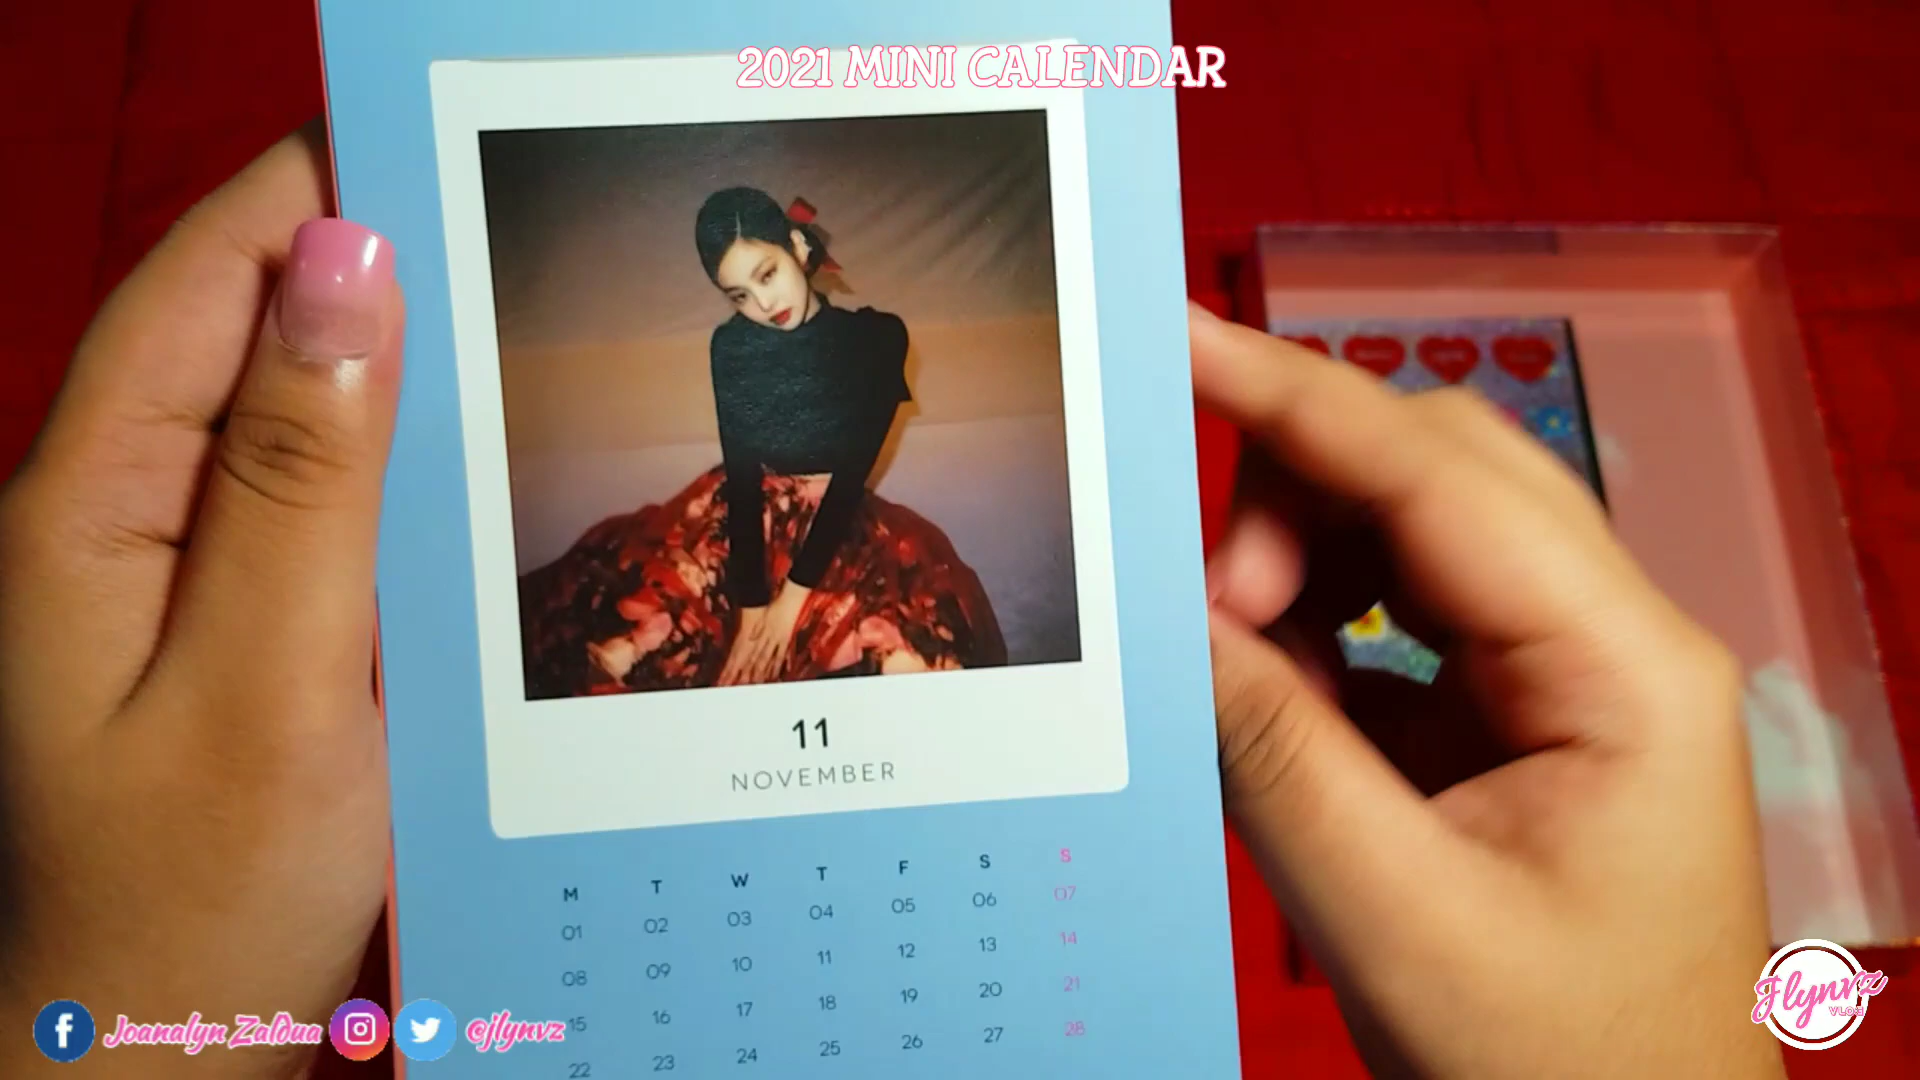 2021 MINI CALENDAR
11
NOVEMBER
M T W T F S S
01 02 03 04 05 06 07
08 09 10 11 12 13 14
15 16 17 18 19 20 21
22 23 24 25 26 27 28
Joanalyn Zaldua
@jlynvz
Jlynvz
VLOG